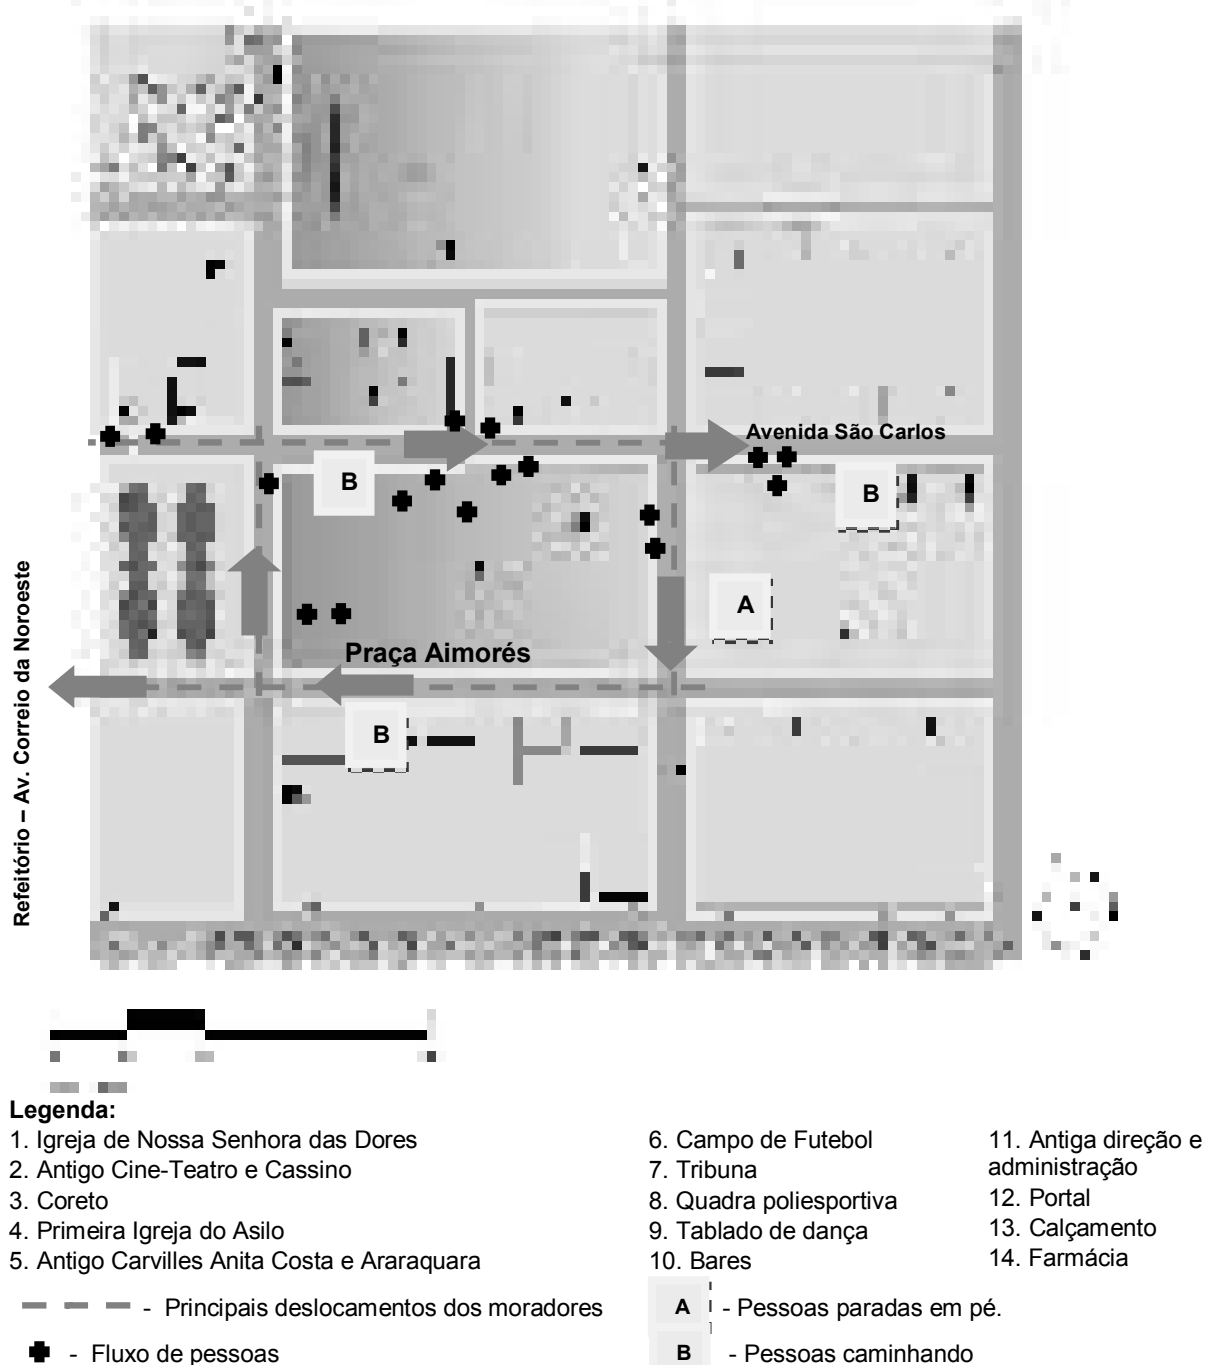 Avenida São Carlos
B
B
A
Praça Aimorés
B
Refeitório – Av. Correio da Noroeste
Legenda:
1. Igreja de Nossa Senhora das Dores
2. Antigo Cine-Teatro e Cassino
3. Coreto
4. Primeira Igreja do Asilo
5. Antigo Carvilles Anita Costa e Araraquara
6. Campo de Futebol
7. Tribuna
8. Quadra poliesportiva
9. Tablado de dança
10. Bares
11. Antiga direção e
administração
12. Portal
13. Calçamento
14. Farmácia
- Principais deslocamentos dos moradores
- Fluxo de pessoas
A - Pessoas paradas em pé.
B - Pessoas caminhando